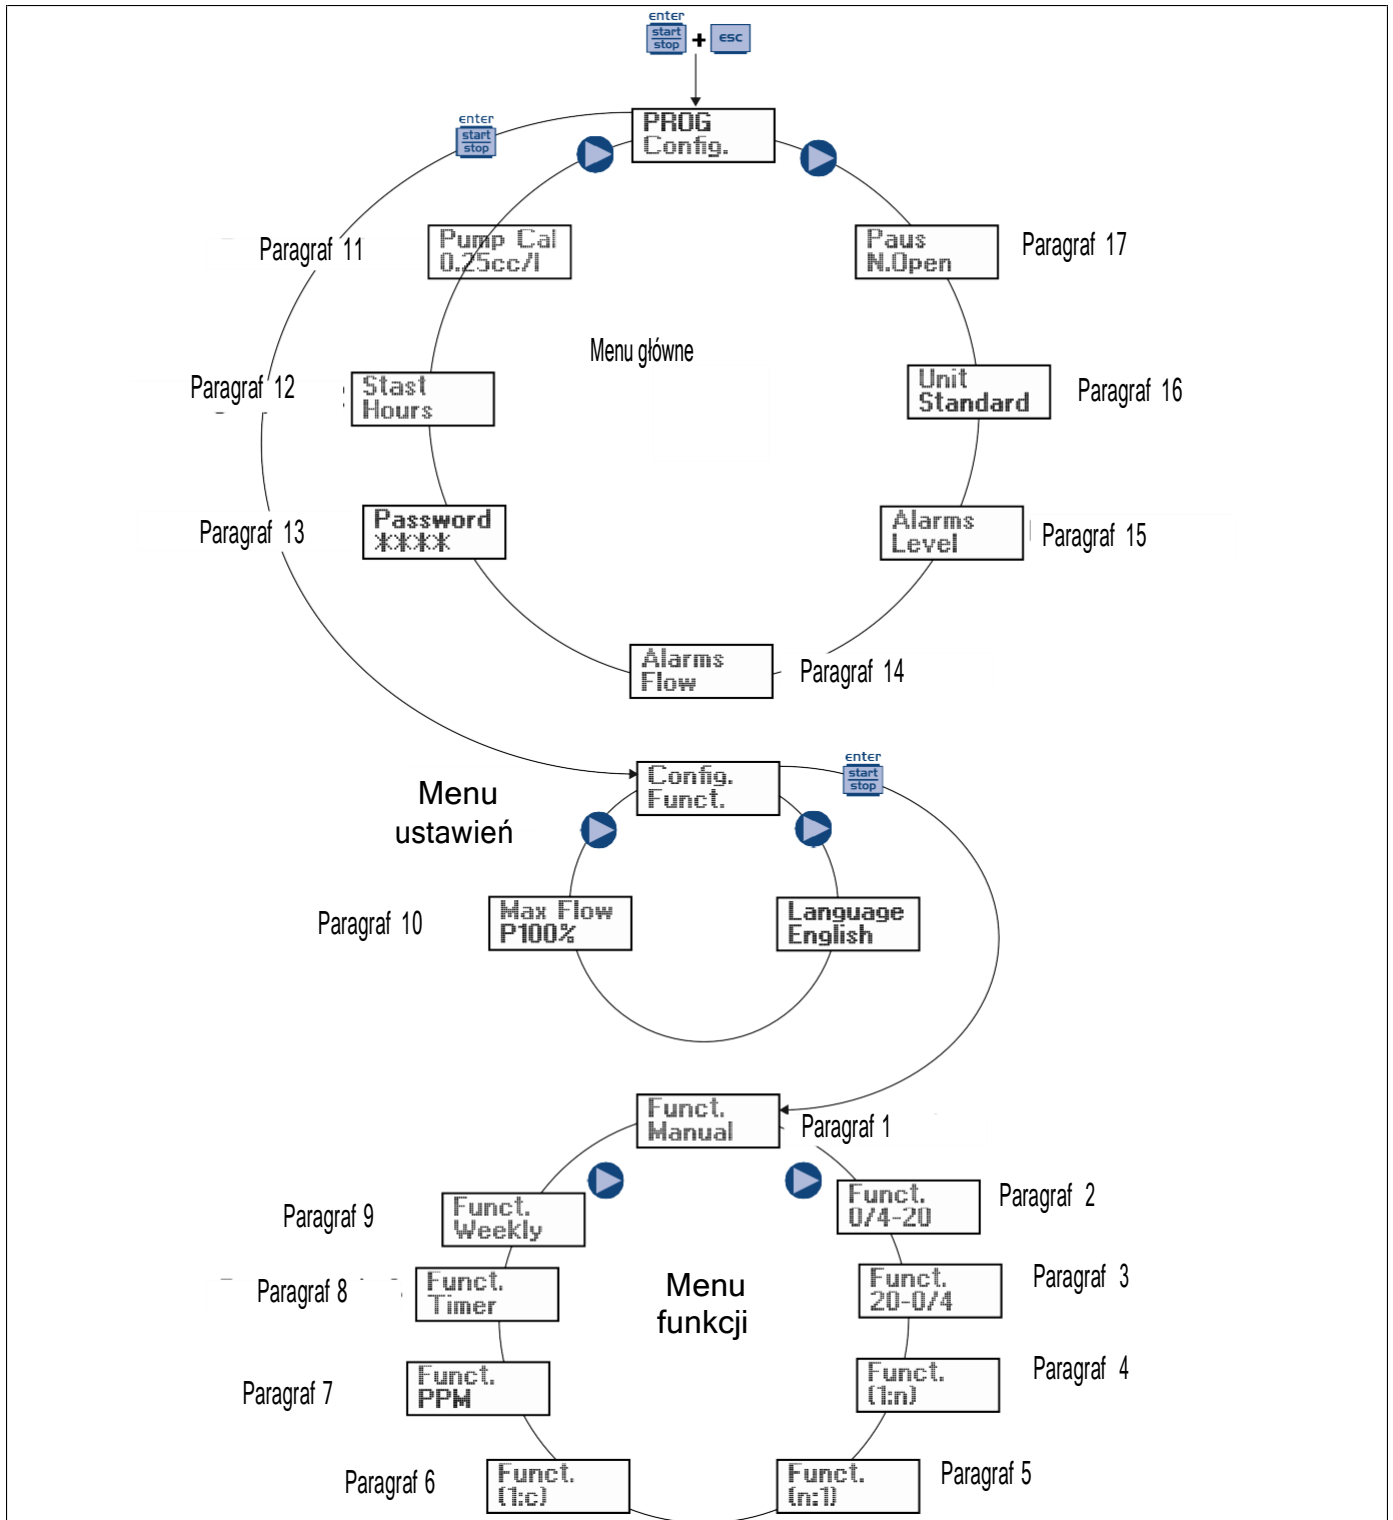 enter
start
stop
+
esc
PROG
Config.
enter
start
stop
Paragraf 11
Pump Cal
0.25cc/l
Paus
N.Open
Paragraf 17
Menu główne
Paragraf 12
Stast
Hours
Unit
Standard
Paragraf 16
Paragraf 13
Password
****
Alarms
Level
Paragraf 15
Alarms
Flow
Paragraf 14
Menu
ustawień
Config.
Funct.
enter
start
stop
Paragraf 10
Max Flow
P100%
Language
English
Funct.
Manual
Paragraf 1
Paragraf 9
Funct.
Weekly
Funct.
0/4-20
Paragraf 2
Paragraf 8
Funct.
Timer
Menu
funkcji
Funct.
20-0/4
Paragraf 3
Paragraf 7
Funct.
PPM
Funct.
(1:n)
Paragraf 4
Paragraf 6
Funct.
(1:c)
Funct.
(n:1)
Paragraf 5